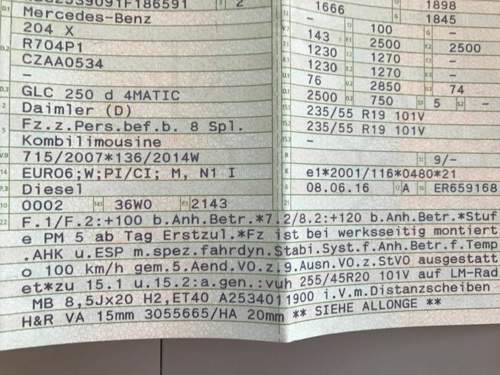 2
Mercedes-Benz
204 X
R704P1
CZAA0534
–
GLC 250 d 4MATIC
Daimler (D)
Fz.z.Pers.bef.b. 8 Spl.
Kombilimousine
715/2007*136/2014W
EURO6;W;PI/CI; M, N1 I
Diesel
10 0002 36W0 2143
1666 1898
– 1845
100 –
143 2500 2500
1230 1270 –
1230 1270 –
76 2850 74
2500 750 5 –
235/55 R19 101V
235/55 R19 101V
–
– 9/–
e1*2001/116*0480*21
08.06.16 A ER659168
22 F.1/F.2:+100 b.Anh.Betr.*7.2/8.2:+120 b.Anh.Betr.*Stuf
e PM 5 ab Tag Erstzul.*Fz ist bei werksseitig montiert
.AHK u.ESP m.spez.fahrdyn.Stabi.Syst.f.Anh.Betr.f.Temp
o 100 km/h gem.5.Aend.VO.z.9.Ausn.VO.z.StVO ausgestatt
et*zu 15.1 u.15.2:a.gen.:vuh 255/45R20 101V auf LM-Rad
MB 8,5Jx20 H2,ET40 A2534011900 i.V.m.Distanzscheiben
H&R VA 15mm 3055665/HA 20mm ** SIEHE ALLONGE **